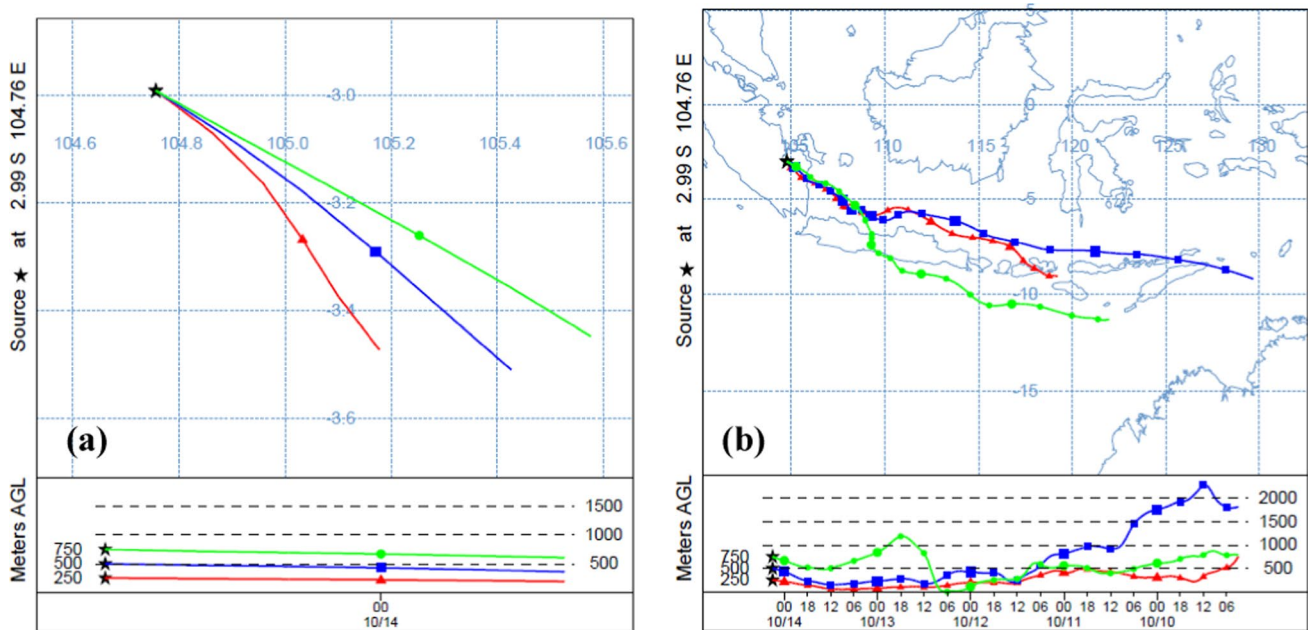 Source ★ at 2.99 S 104.76 E
-3.0
104.6 104.8 105.0 105.2 105.4 105.6
-3.2
-3.4
-3.6
(a)
Meters AGL
1500
1000
750
500 500
250
00
10/14
Source ★ at 2.99 S 104.76 E
5
0
105 110 115 120 125 130
-5
-10
-15
(b)
Meters AGL
2000
1500
750 1000
500 500
250
00 18 12 06 00 18 12 06 00 18 12 06 00 18 12 06 00 18 12 06
10/14 10/13 10/12 10/11 10/10